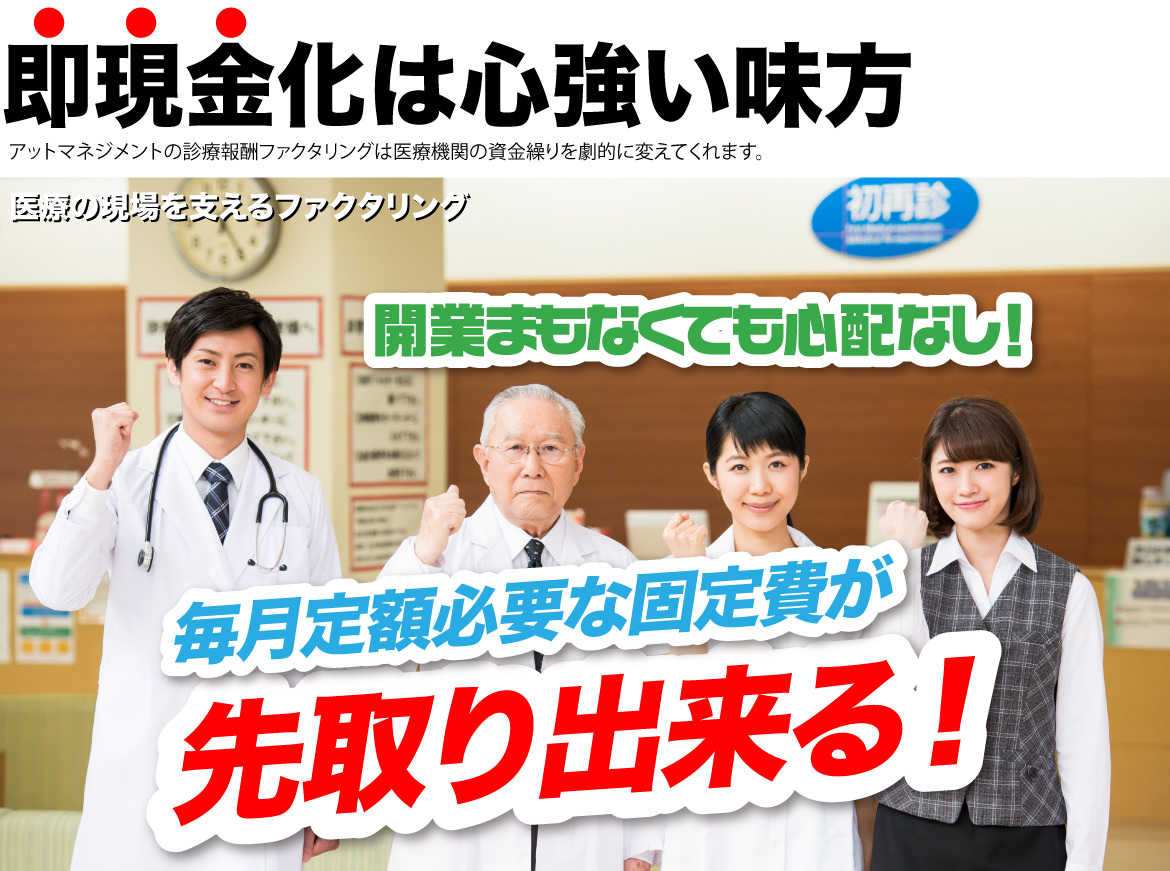 即現金化は心強い味方
アットマネジメントの診療報酬ファクタリングは医療機関の資金繰りを劇的に変えてくれます。
医療の現場を支えるファクタリング
初再診
開業まもなくても心配なし！
毎月定額必要な固定費が
先取り出来る！